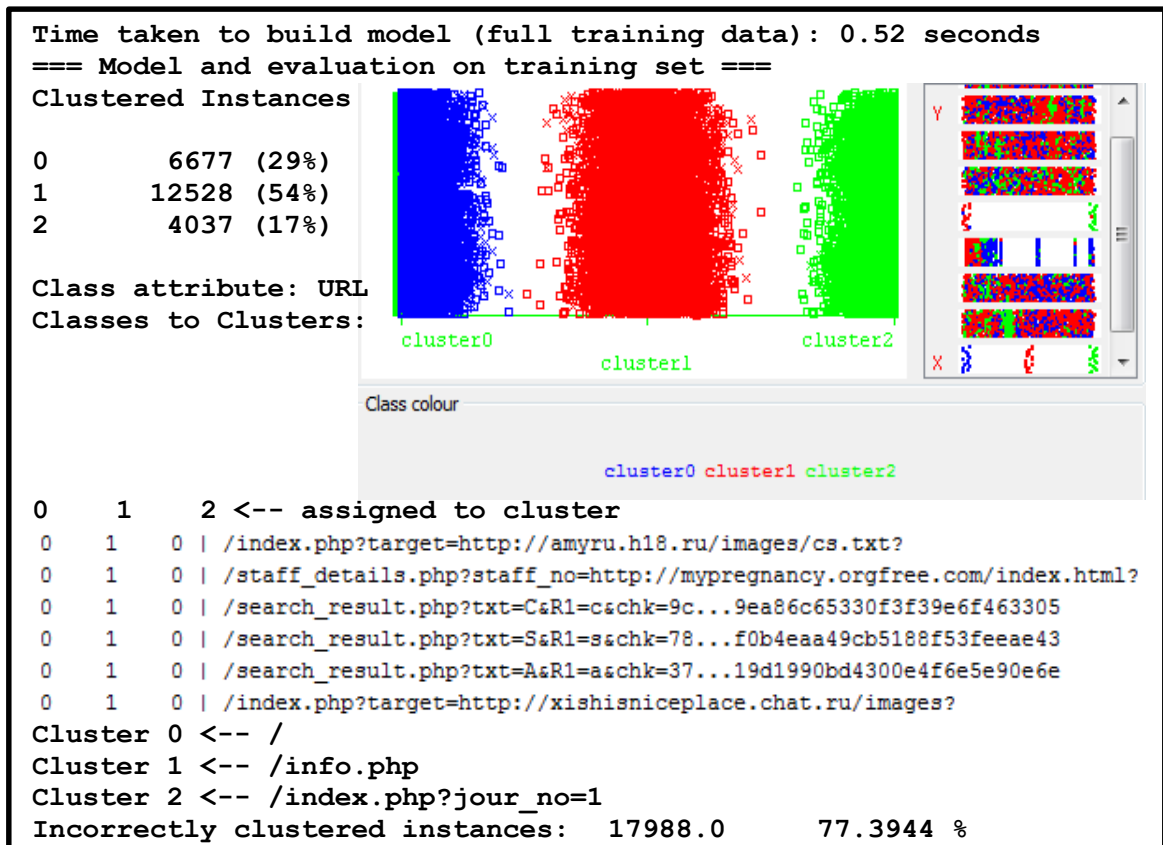 Time taken to build model (full training data): 0.52 seconds
=== Model and evaluation on training set ===
Clustered Instances
0 6677 (29%)
1 12528 (54%)
2 4037 (17%)
Class attribute: URL
Classes to Clusters:
cluster0 cluster1 cluster2
Y
X
Class colour
cluster0 cluster1 cluster2
0 1 2 <-- assigned to cluster
0 1 0 | /index.php?target=http://amyru.h18.ru/images/cs.txt?
0 1 0 | /staff_details.php?staff_no=http://mypregnancy.orgfree.com/index.html?
0 1 0 | /search_result.php?txt=C&R1=c&chk=9c...9ea86c65330f3f39e6f463305
0 1 0 | /search_result.php?txt=S&R1=s&chk=78...f0b4eaa49cb5188f53feeae43
0 1 0 | /search_result.php?txt=A&R1=a&chk=37...19d1990bd4300e4f6e5e90e6e
0 1 0 | /index.php?target=http://xishisniceplace.chat.ru/images?
Cluster 0 <-- /
Cluster 1 <-- /info.php
Cluster 2 <-- /index.php?jour_no=1
Incorrectly clustered instances: 17988.0 77.3944 %